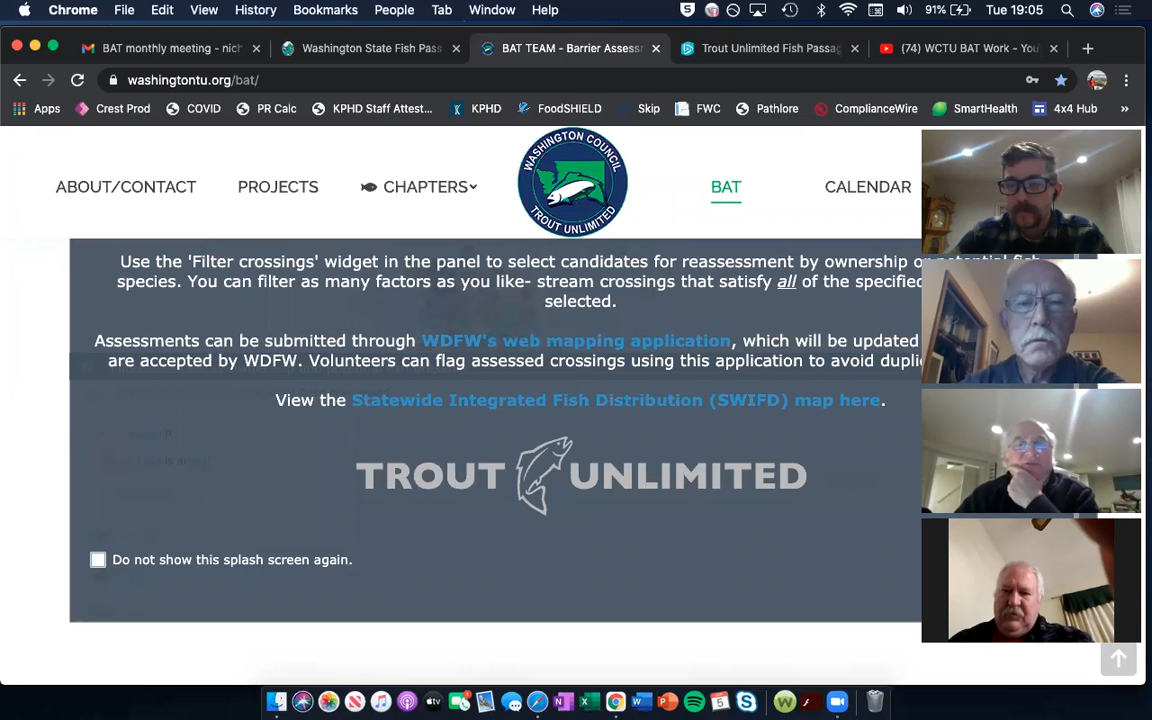 Chrome File Edit View History Bookmarks People Tab Window Help 91% Tue 19:05
BAT monthly meeting - nich Washington State Fish Pass BAT TEAM - Barrier Assess Trout Unlimited Fish Passag (74) WCTU BAT Work - You
washingtontu.org/bat/
Apps Crest Prod COVID PR Calc KPHD Staff Attest... KPHD FoodSHIELD Skip FWC Pathlore ComplianceWire SmartHealth 4x4 Hub »
ABOUT/CONTACT PROJECTS CHAPTERS WASHINGTON COUNCIL TROUT UNLIMITED BAT CALENDAR
Use the 'Filter crossings' widget in the panel to select candidates for reassessment by ownership or potential fish
species. You can filter as many factors as you like- stream crossings that satisfy all of the specified
selected.
Assessments can be submitted through WDFW's web mapping application, which will be updated
are accepted by WDFW. Volunteers can flag assessed crossings using this application to avoid dupli
View the Statewide Integrated Fish Distribution (SWIFD) map here.
TROUT UNLIMITED
Do not show this splash screen again.